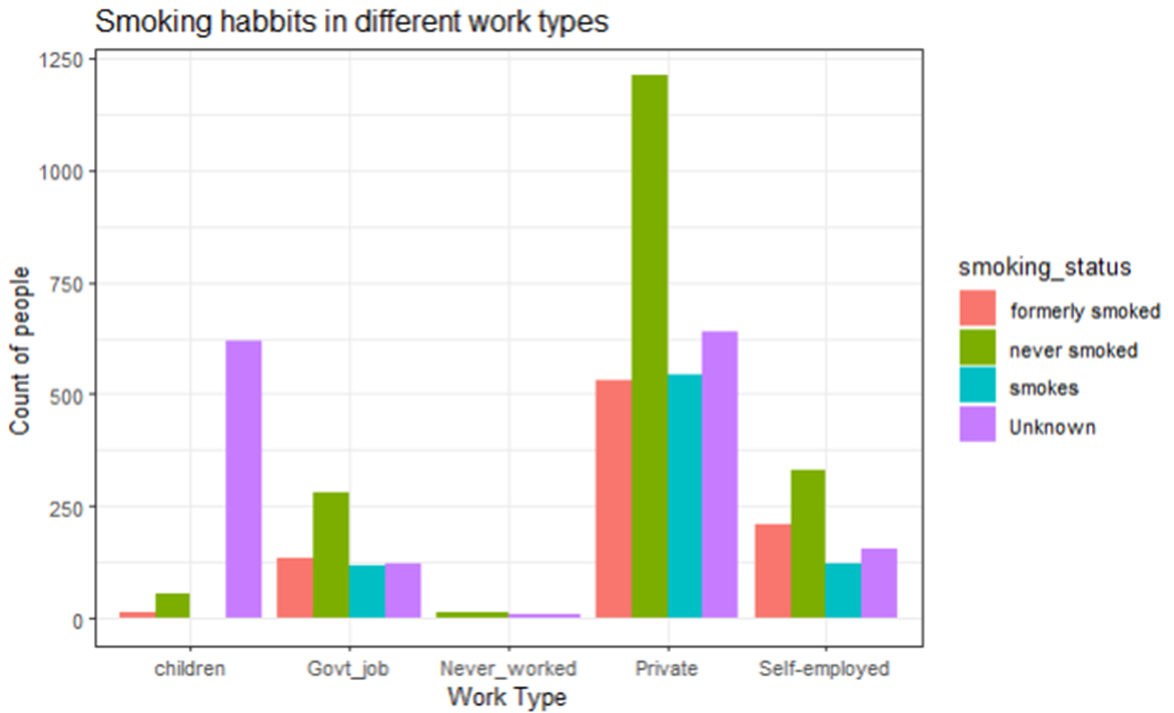 Smoking habbits in different work types
1250
1000
750
500
250
0
Count of people
children Govt_job Never_worked Private Self-employed
Work Type
smoking_status
formerly smoked
never smoked
smokes
Unknown